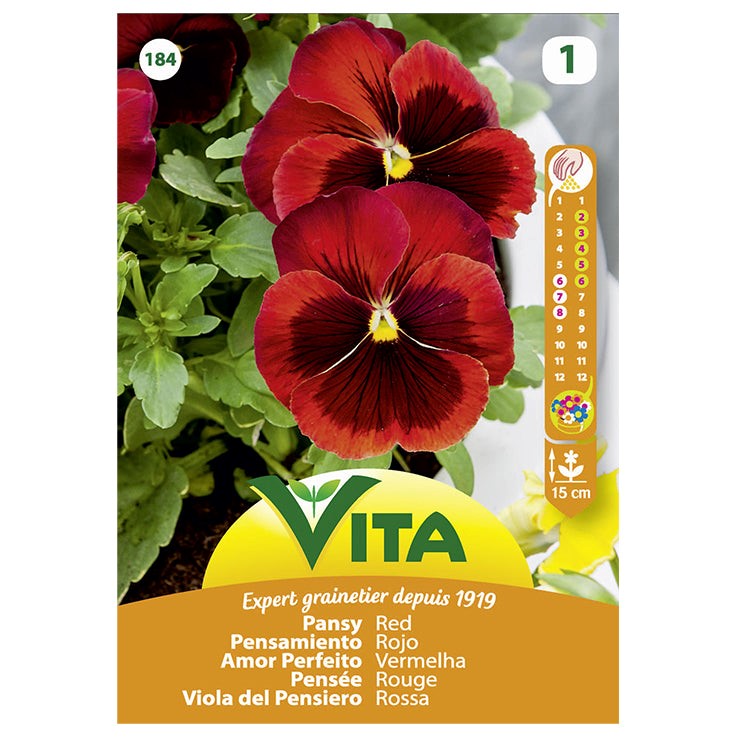 184
1
1 1
2 2
3 3
4 4
5 5
6 6
7 7
8 8
9 9
10 10
11 11
12 12
15 cm
VITA
Expert grainetier depuis 1919
Pansy Red
Pensamiento Rojo
Amor Perfeito Vermelha
Pensée Rouge
Viola del Pensiero Rossa